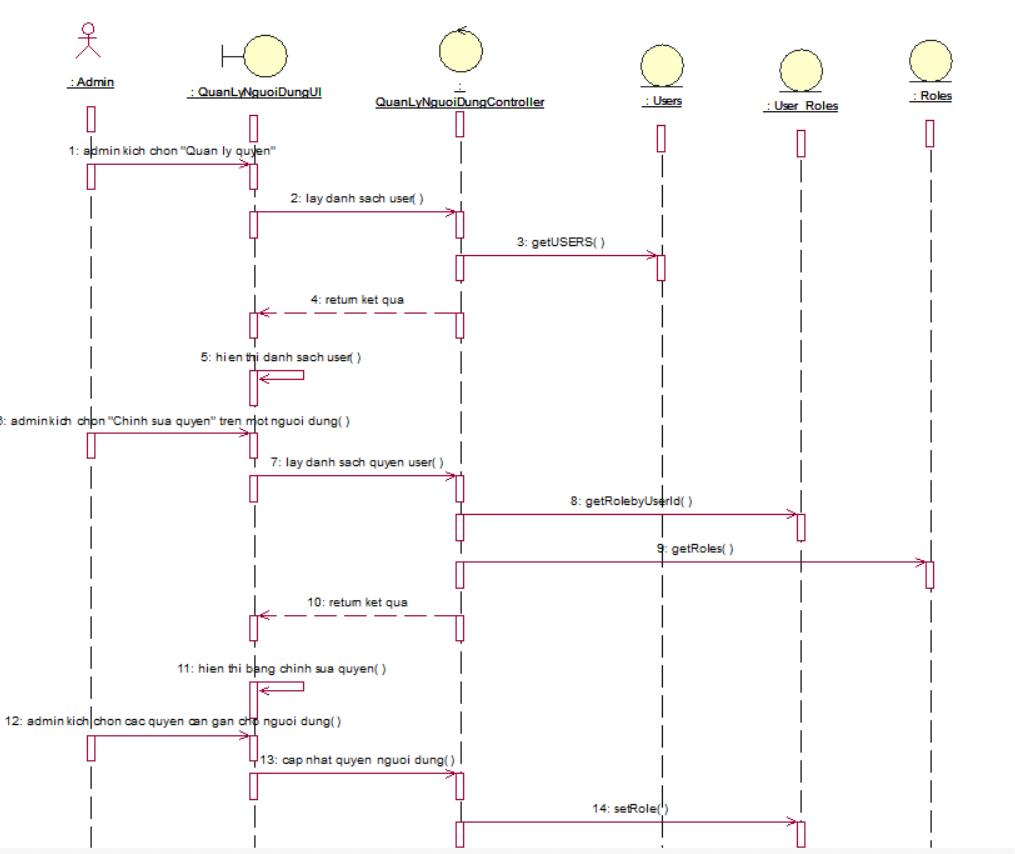 : Admin
: QuanLyNguoiDungUI
:
QuanLyNguoiDungController
: Users
: User_Roles
: Roles
1: admin kich chon "Quan ly quyen"
2: lay danh sach user( )
3: getUSERS( )
4: return ket qua
5: hien thi danh sach user( )
: admin kich chon "Chinh sua quyen" tren mot nguoi dung( )
7: lay danh sach quyen user( )
8: getRolebyUserId( )
9: getRoles( )
10: return ket qua
11: hien thi bang chinh sua quyen( )
12: admin kich chon cac quyen can gan cho nguoi dung( )
13: cap nhat quyen nguoi dung( )
14: setRole( )